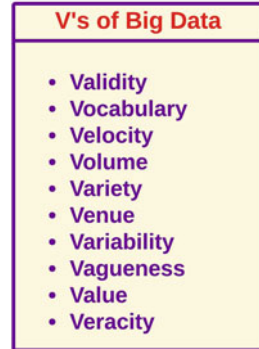 V's of Big Data
• Validity
• Vocabulary
• Velocity
• Volume
• Variety
• Venue
• Variability
• Vagueness
• Value
• Veracity